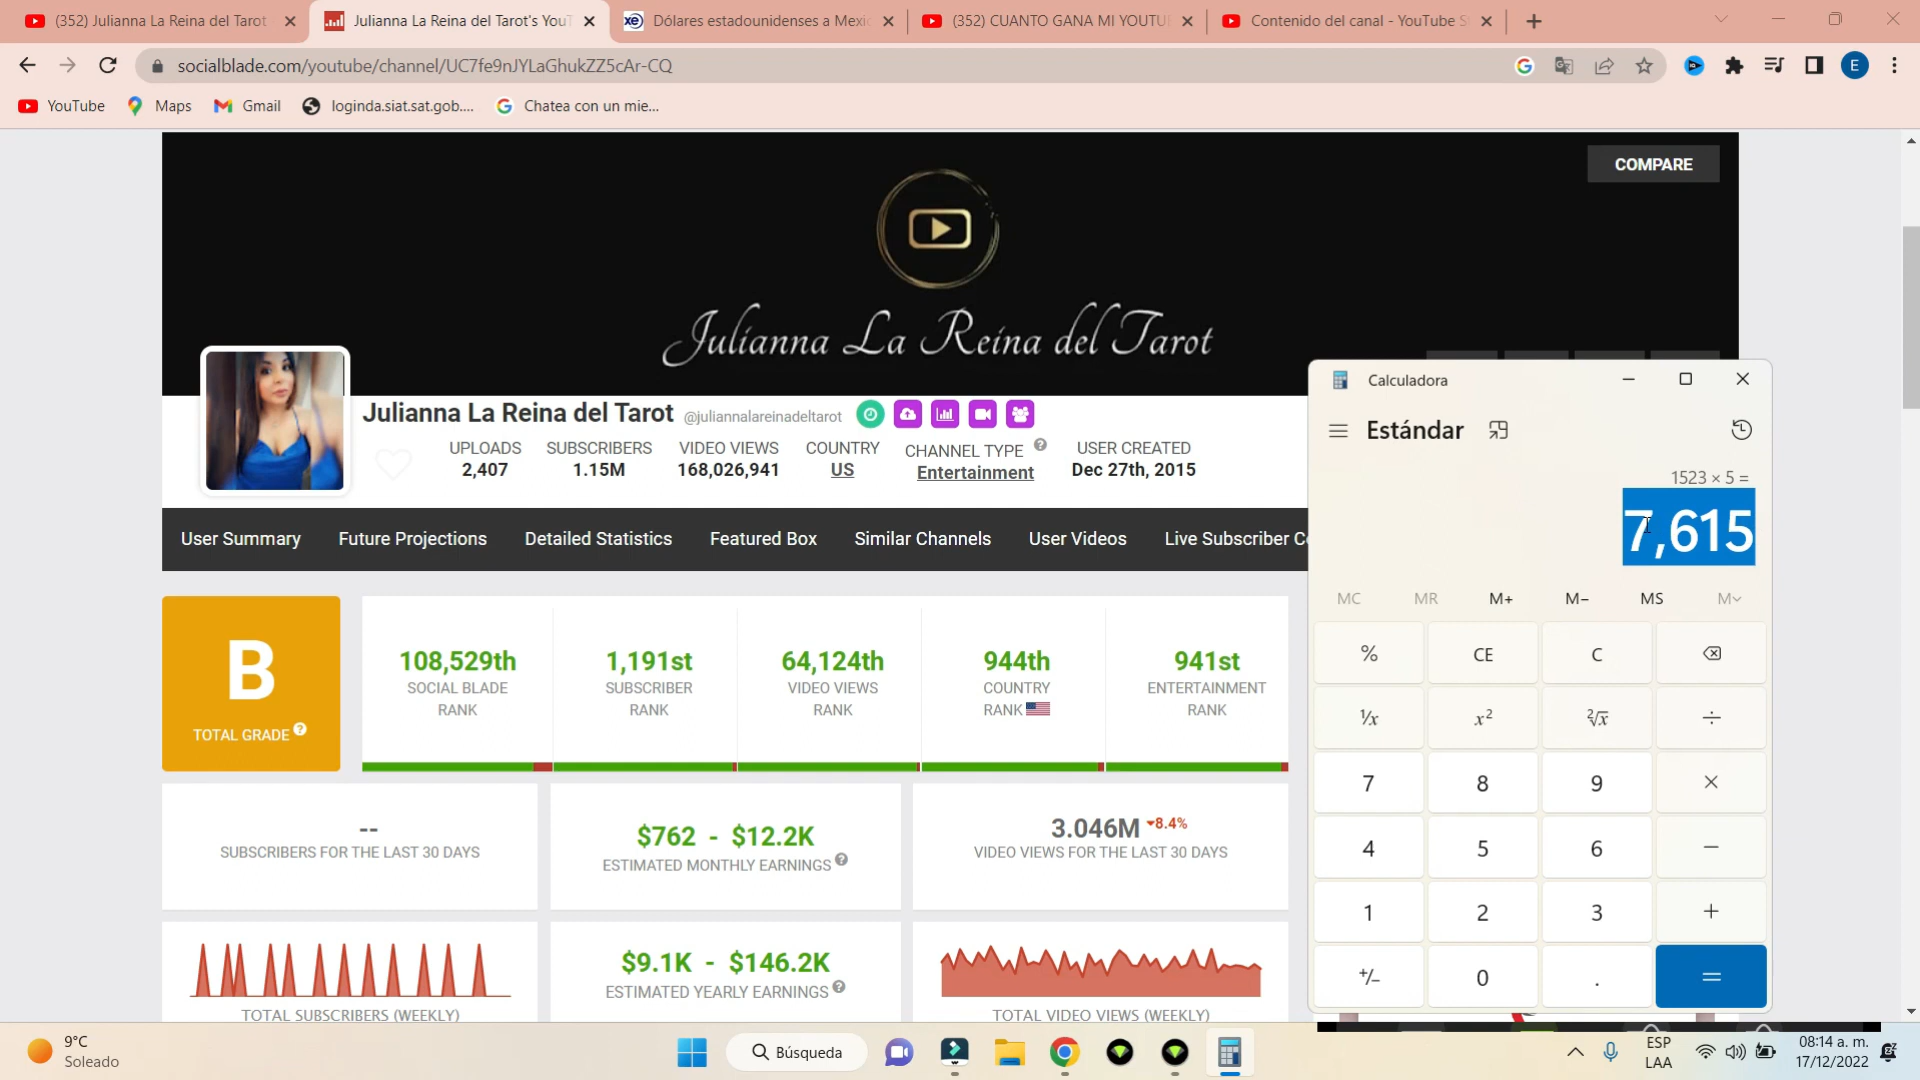 (352) Julianna La Reina del Tarot
Julianna La Reina del Tarot's YouT
Dólares estadounidenses a Mexic
(352) CUANTO GANA MI YOUTU
Contenido del canal - YouTube S
socialblade.com/youtube/channel/UC7fe9nJYLaGhukZZ5cAr-CQ
E
YouTube
Maps
Gmail
loginda.siat.sat.gob....
Chatea con un mie...
COMPARE
Julianna La Reina del Tarot
Julianna La Reina del Tarot @juliannalareinadeltarot
UPLOADS
2,407
SUBSCRIBERS
1.15M
VIDEO VIEWS
168,026,941
COUNTRY
US
CHANNEL TYPE ?
Entertainment
USER CREATED
Dec 27th, 2015
User Summary
Future Projections
Detailed Statistics
Featured Box
Similar Channels
User Videos
Live Subscriber Co
B
TOTAL GRADE ?
108,529th
SOCIAL BLADE
RANK
1,191st
SUBSCRIBER
RANK
64,124th
VIDEO VIEWS
RANK
944th
COUNTRY
RANK
941st
ENTERTAINMENT
RANK
--
SUBSCRIBERS FOR THE LAST 30 DAYS
$762 - $12.2K
ESTIMATED MONTHLY EARNINGS ?
3.046M 8.4%
VIDEO VIEWS FOR THE LAST 30 DAYS
TOTAL SUBSCRIBERS (WEEKLY)
$9.1K - $146.2K
ESTIMATED YEARLY EARNINGS ?
TOTAL VIDEO VIEWS (WEEKLY)
Calculadora
Estándar
1523 × 5 =
7,615
MC MR M+ M− MS M
% CE C
¹/x x² ²√x ÷
7 8 9 ×
4 5 6 −
1 2 3 +
+/− 0 . =
9°C
Soleado
Búsqueda
ESP
LAA
08:14 a. m.
17/12/2022